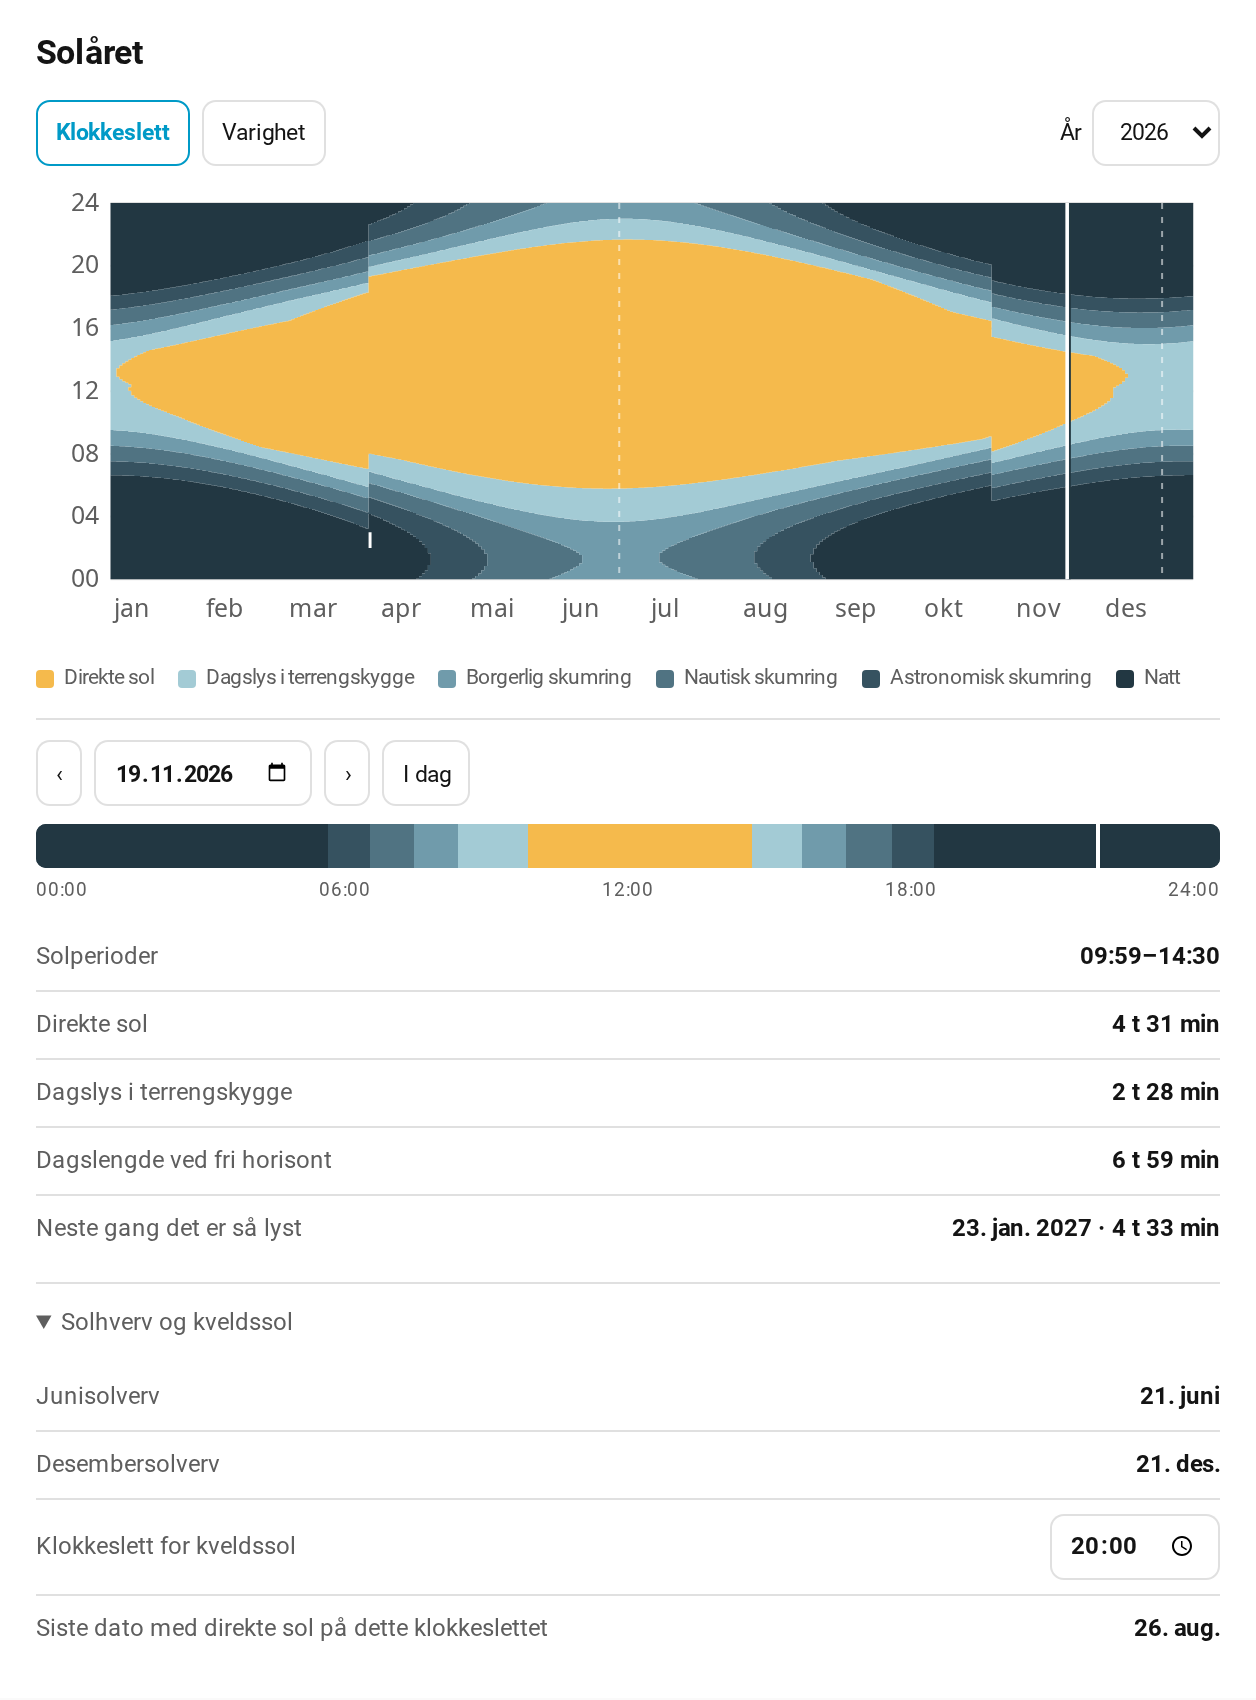 Solåret
Klokkeslett Varighet År 2026
24
20
16
12
08
04
00
jan feb mar apr mai jun jul aug sep okt nov des
Direkte sol Dagslys i terrengskygge Borgerlig skumring Nautisk skumring Astronomisk skumring Natt
‹ 19.11.2026 › I dag
00:00 06:00 12:00 18:00 24:00
Solperioder 09:59–14:30
Direkte sol 4 t 31 min
Dagslys i terrengskygge 2 t 28 min
Dagslengde ved fri horisont 6 t 59 min
Neste gang det er så lyst 23. jan. 2027 · 4 t 33 min
▼ Solhverv og kveldssol
Junisolverv 21. juni
Desembersolverv 21. des.
Klokkeslett for kveldssol 20:00
Siste dato med direkte sol på dette klokkeslettet 26. aug.